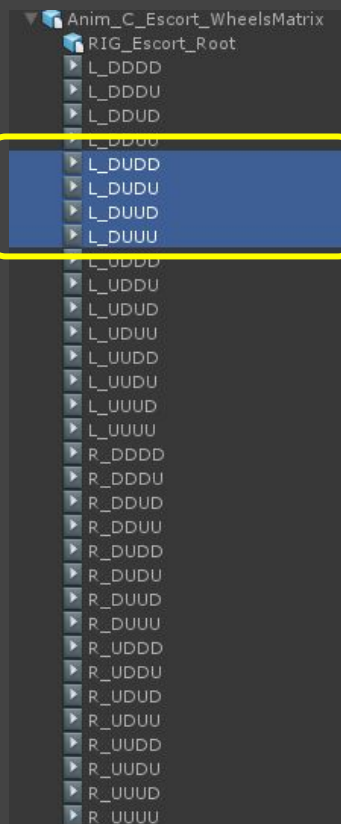 Anim_C_Escort_WheelsMatrix
RIG_Escort_Root
L_DDDD
L_DDDU
L_DDUD
L_DDUU
L_DUDD
L_DUDU
L_DUUD
L_DUUU
L_UDDD
L_UDDU
L_UDUD
L_UDUU
L_UUDD
L_UUDU
L_UUUD
L_UUUU
R_DDDD
R_DDDU
R_DDUD
R_DDUU
R_DUDD
R_DUDU
R_DUUD
R_DUUU
R_UDDD
R_UDDU
R_UDUD
R_UDUU
R_UUDD
R_UUDU
R_UUUD
R_UUUU